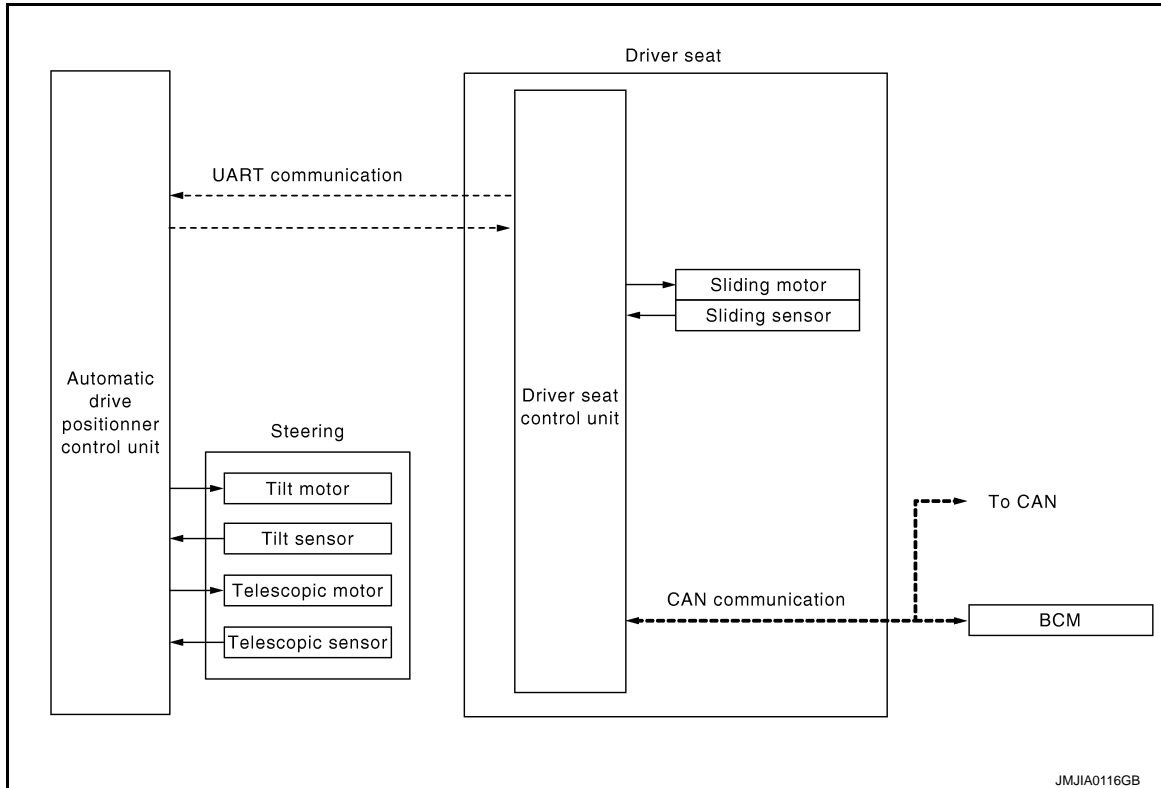 Driver seat
UART communication
Sliding motor
Sliding sensor
Automatic
drive
positionner
control unit
Driver seat
control unit
Steering
Tilt motor
Tilt sensor
Telescopic motor
Telescopic sensor
To CAN
CAN communication
BCM
JMJIA0116GB